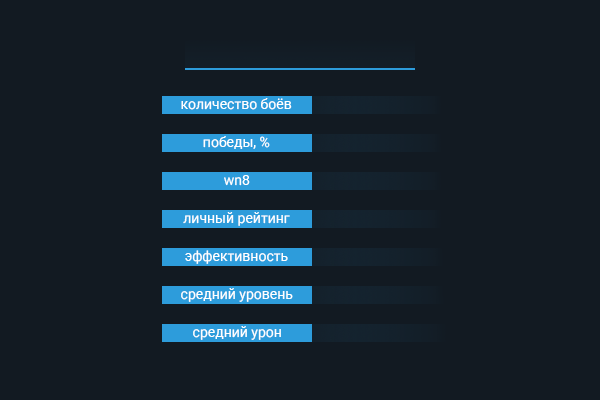 количество боёв
победы, %
wn8
личный рейтинг
эффективность
средний уровень
средний урон